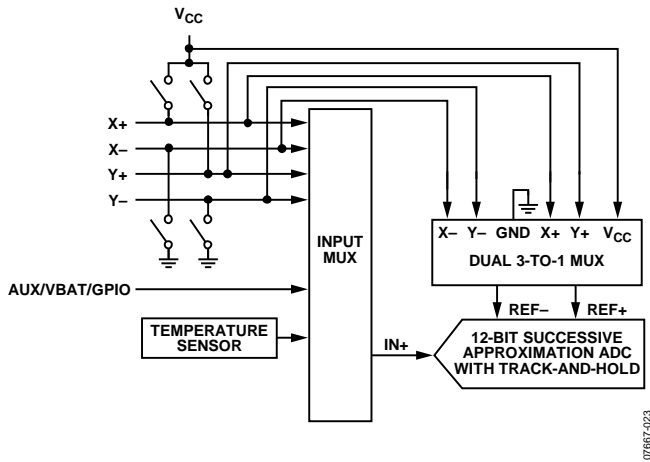 VCC
X+
X–
Y+
Y–
X– Y– GND X+ Y+ VCC
DUAL 3-TO-1 MUX
INPUT
MUX
AUX/VBAT/GPIO
REF– REF+
TEMPERATURE
SENSOR
IN+
12-BIT SUCCESSIVE
APPROXIMATION ADC
WITH TRACK-AND-HOLD
07667-023